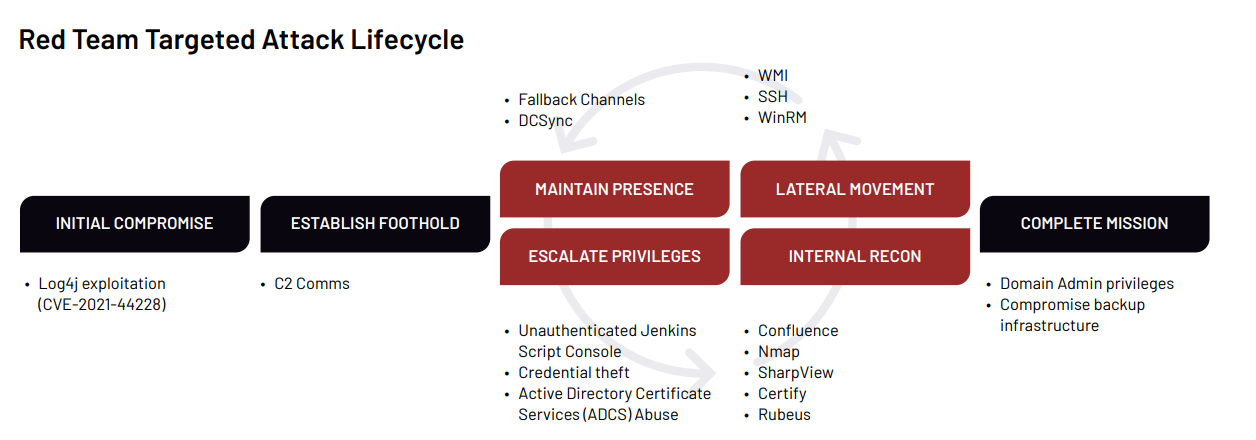 Red Team Targeted Attack Lifecycle
• Fallback Channels
• DCSync
• WMI
• SSH
• WinRM
MAINTAIN PRESENCE
LATERAL MOVEMENT
INITIAL COMPROMISE
ESTABLISH FOOTHOLD
COMPLETE MISSION
ESCALATE PRIVILEGES
INTERNAL RECON
• Log4j exploitation
(CVE-2021-44228)
• C2 Comms
• Unauthenticated Jenkins
Script Console
• Credential theft
• Active Directory Certificate
Services (ADCS) Abuse
• Confluence
• Nmap
• SharpView
• Certify
• Rubeus
• Domain Admin privileges
• Compromise backup
infrastructure